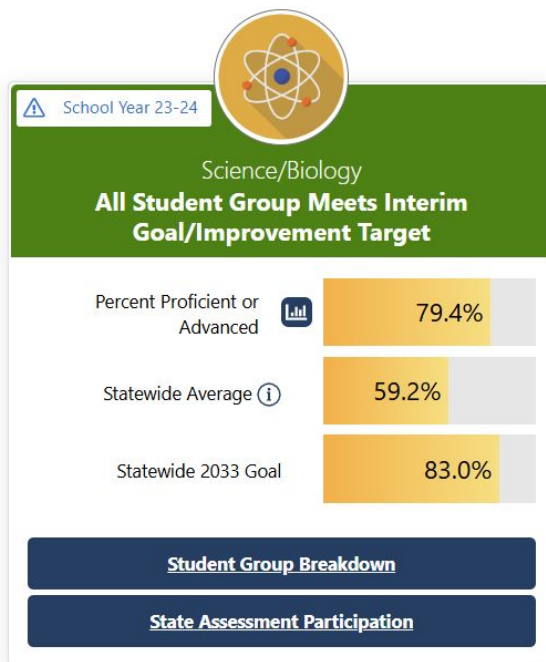 School Year 23-24
Science/Biology
All Student Group Meets Interim
Goal/Improvement Target
Percent Proficient or
Advanced
79.4%
Statewide Average
59.2%
Statewide 2033 Goal
83.0%
Student Group Breakdown
State Assessment Participation